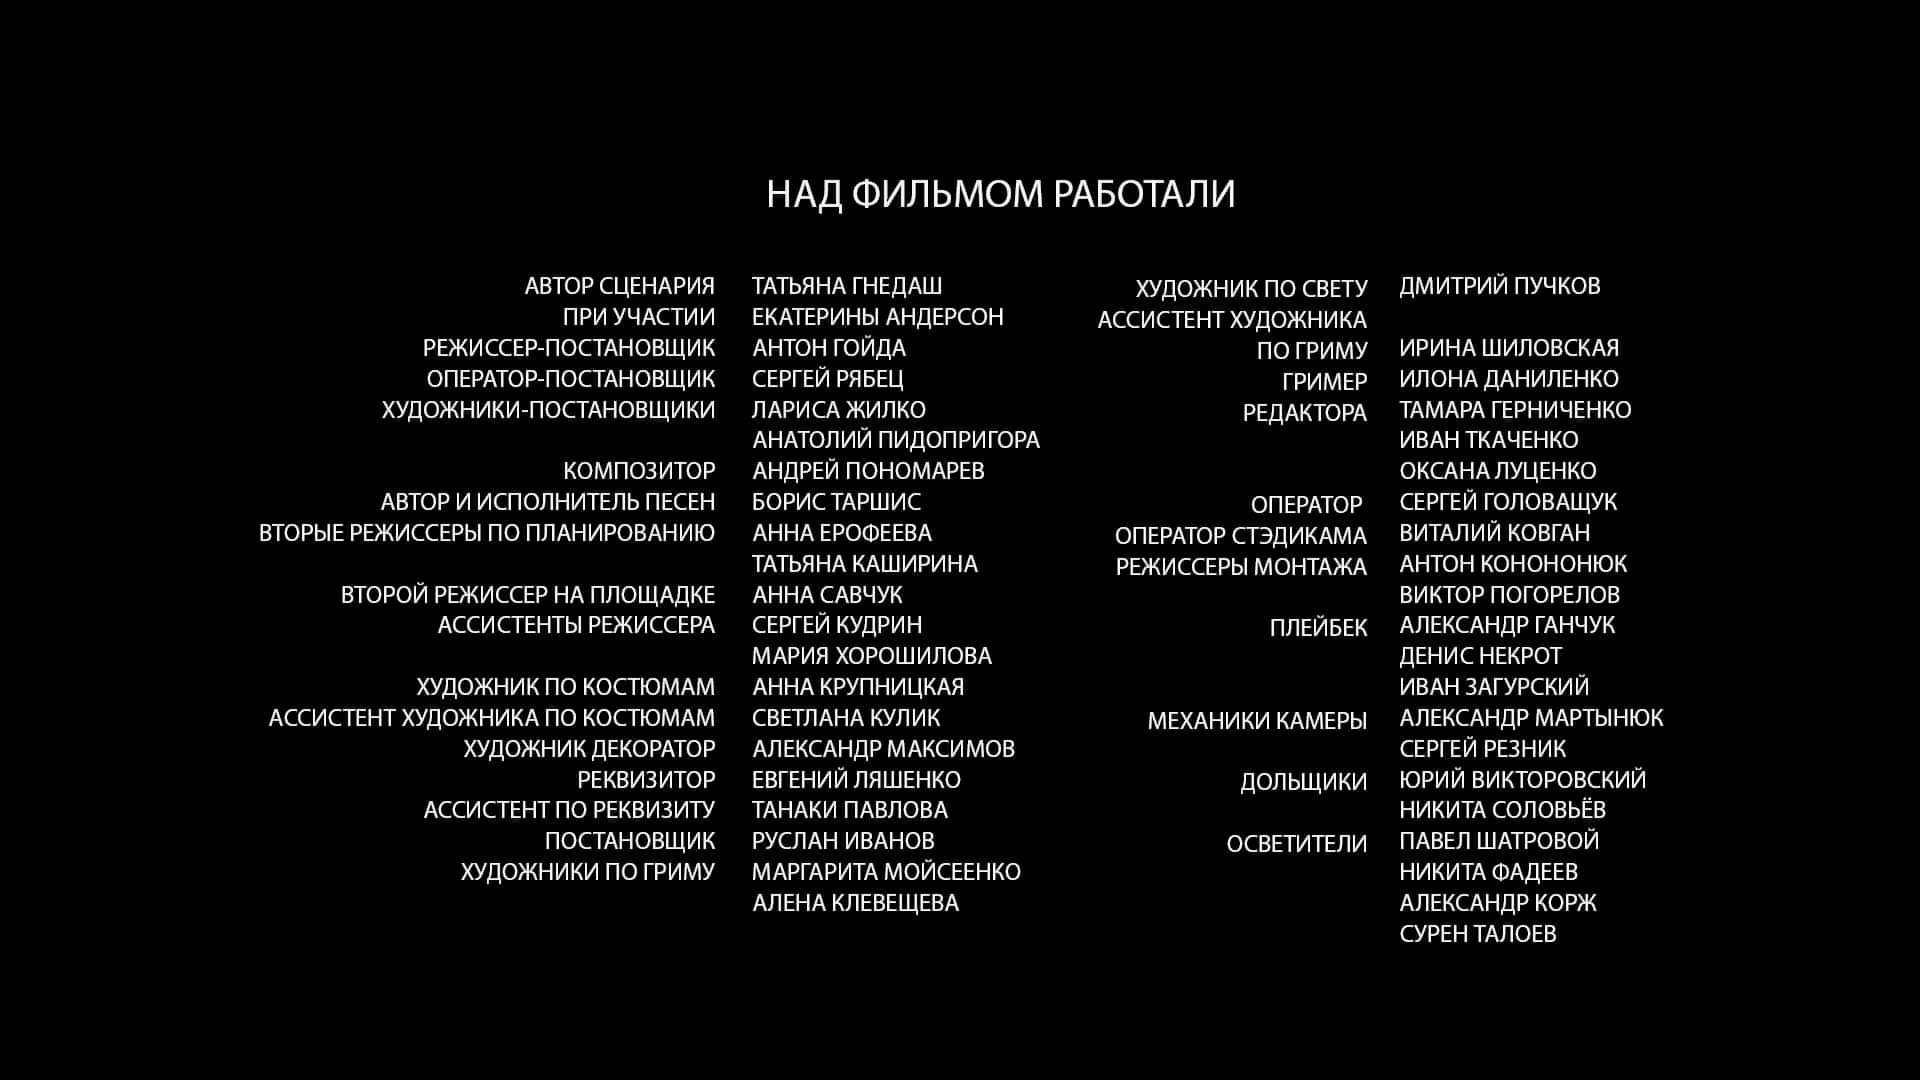 НАД ФИЛЬМОМ РАБОТАЛИ
АВТОР СЦЕНАРИЯ ТАТЬЯНА ГНЕДАШ
ПРИ УЧАСТИИ ЕКАТЕРИНЫ АНДЕРСОН
РЕЖИССЕР-ПОСТАНОВЩИК АНТОН ГОЙДА
ОПЕРАТОР-ПОСТАНОВЩИК СЕРГЕЙ РЯБЕЦ
ХУДОЖНИКИ-ПОСТАНОВЩИКИ ЛАРИСА ЖИЛКО
АНАТОЛИЙ ПИДОПРИГОРА
КОМПОЗИТОР АНДРЕЙ ПОНОМАРЕВ
АВТОР И ИСПОЛНИТЕЛЬ ПЕСЕН БОРИС ТАРШИС
ВТОРЫЕ РЕЖИССЕРЫ ПО ПЛАНИРОВАНИЮ АННА ЕРОФЕЕВА
ТАТЬЯНА КАШИРИНА
ВТОРОЙ РЕЖИССЕР НА ПЛОЩАДКЕ АННА САВЧУК
АССИСТЕНТЫ РЕЖИССЕРА СЕРГЕЙ КУДРИН
МАРИЯ ХОРОШИЛОВА
ХУДОЖНИК ПО КОСТЮМАМ АННА КРУПНИЦКАЯ
АССИСТЕНТ ХУДОЖНИКА ПО КОСТЮМАМ СВЕТЛАНА КУЛИК
ХУДОЖНИК ДЕКОРАТОР АЛЕКСАНДР МАКСИМОВ
РЕКВИЗИТОР ЕВГЕНИЙ ЛЯШЕНКО
АССИСТЕНТ ПО РЕКВИЗИТУ ТАНАКИ ПАВЛОВА
ПОСТАНОВЩИК РУСЛАН ИВАНОВ
ХУДОЖНИКИ ПО ГРИМУ МАРГАРИТА МОЙСЕЕНКО
АЛЕНА КЛЕВЕЩЕВА
ХУДОЖНИК ПО СВЕТУ ДМИТРИЙ ПУЧКОВ
АССИСТЕНТ ХУДОЖНИКА
ПО ГРИМУ ИРИНА ШИЛОВСКАЯ
ГРИМЕР ИЛОНА ДАНИЛЕНКО
РЕДАКТОРА ТАМАРА ГЕРНИЧЕНКО
ИВАН ТКАЧЕНКО
ОКСАНА ЛУЦЕНКО
ОПЕРАТОР СЕРГЕЙ ГОЛОВАЩУК
ОПЕРАТОР СТЭДИКАМА ВИТАЛИЙ КОВГАН
РЕЖИССЕРЫ МОНТАЖА АНТОН КОНОНОНЮК
ВИКТОР ПОГОРЕЛОВ
ПЛЕЙБЕК АЛЕКСАНДР ГАНЧУК
ДЕНИС НЕКРОТ
ИВАН ЗАГУРСКИЙ
МЕХАНИКИ КАМЕРЫ АЛЕКСАНДР МАРТЫНЮК
СЕРГЕЙ РЕЗНИК
ДОЛЬЩИКИ ЮРИЙ ВИКТОРОВСКИЙ
НИКИТА СОЛОВЬЁВ
ОСВЕТИТЕЛИ ПАВЕЛ ШАТРОВОЙ
НИКИТА ФАДЕЕВ
АЛЕКСАНДР КОРЖ
СУРЕН ТАЛОЕВ